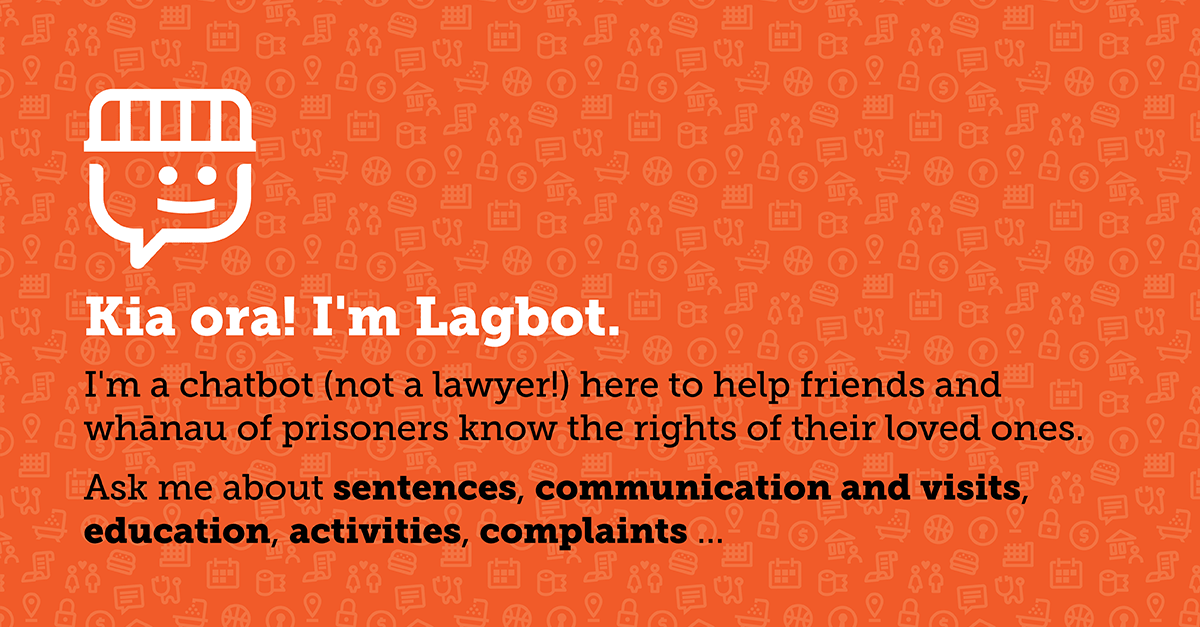 Kia ora! I'm Lagbot.
I'm a chatbot (not a lawyer!) here to help friends and
whānau of prisoners know the rights of their loved ones.
Ask me about sentences, communication and visits,
education, activities, complaints ...